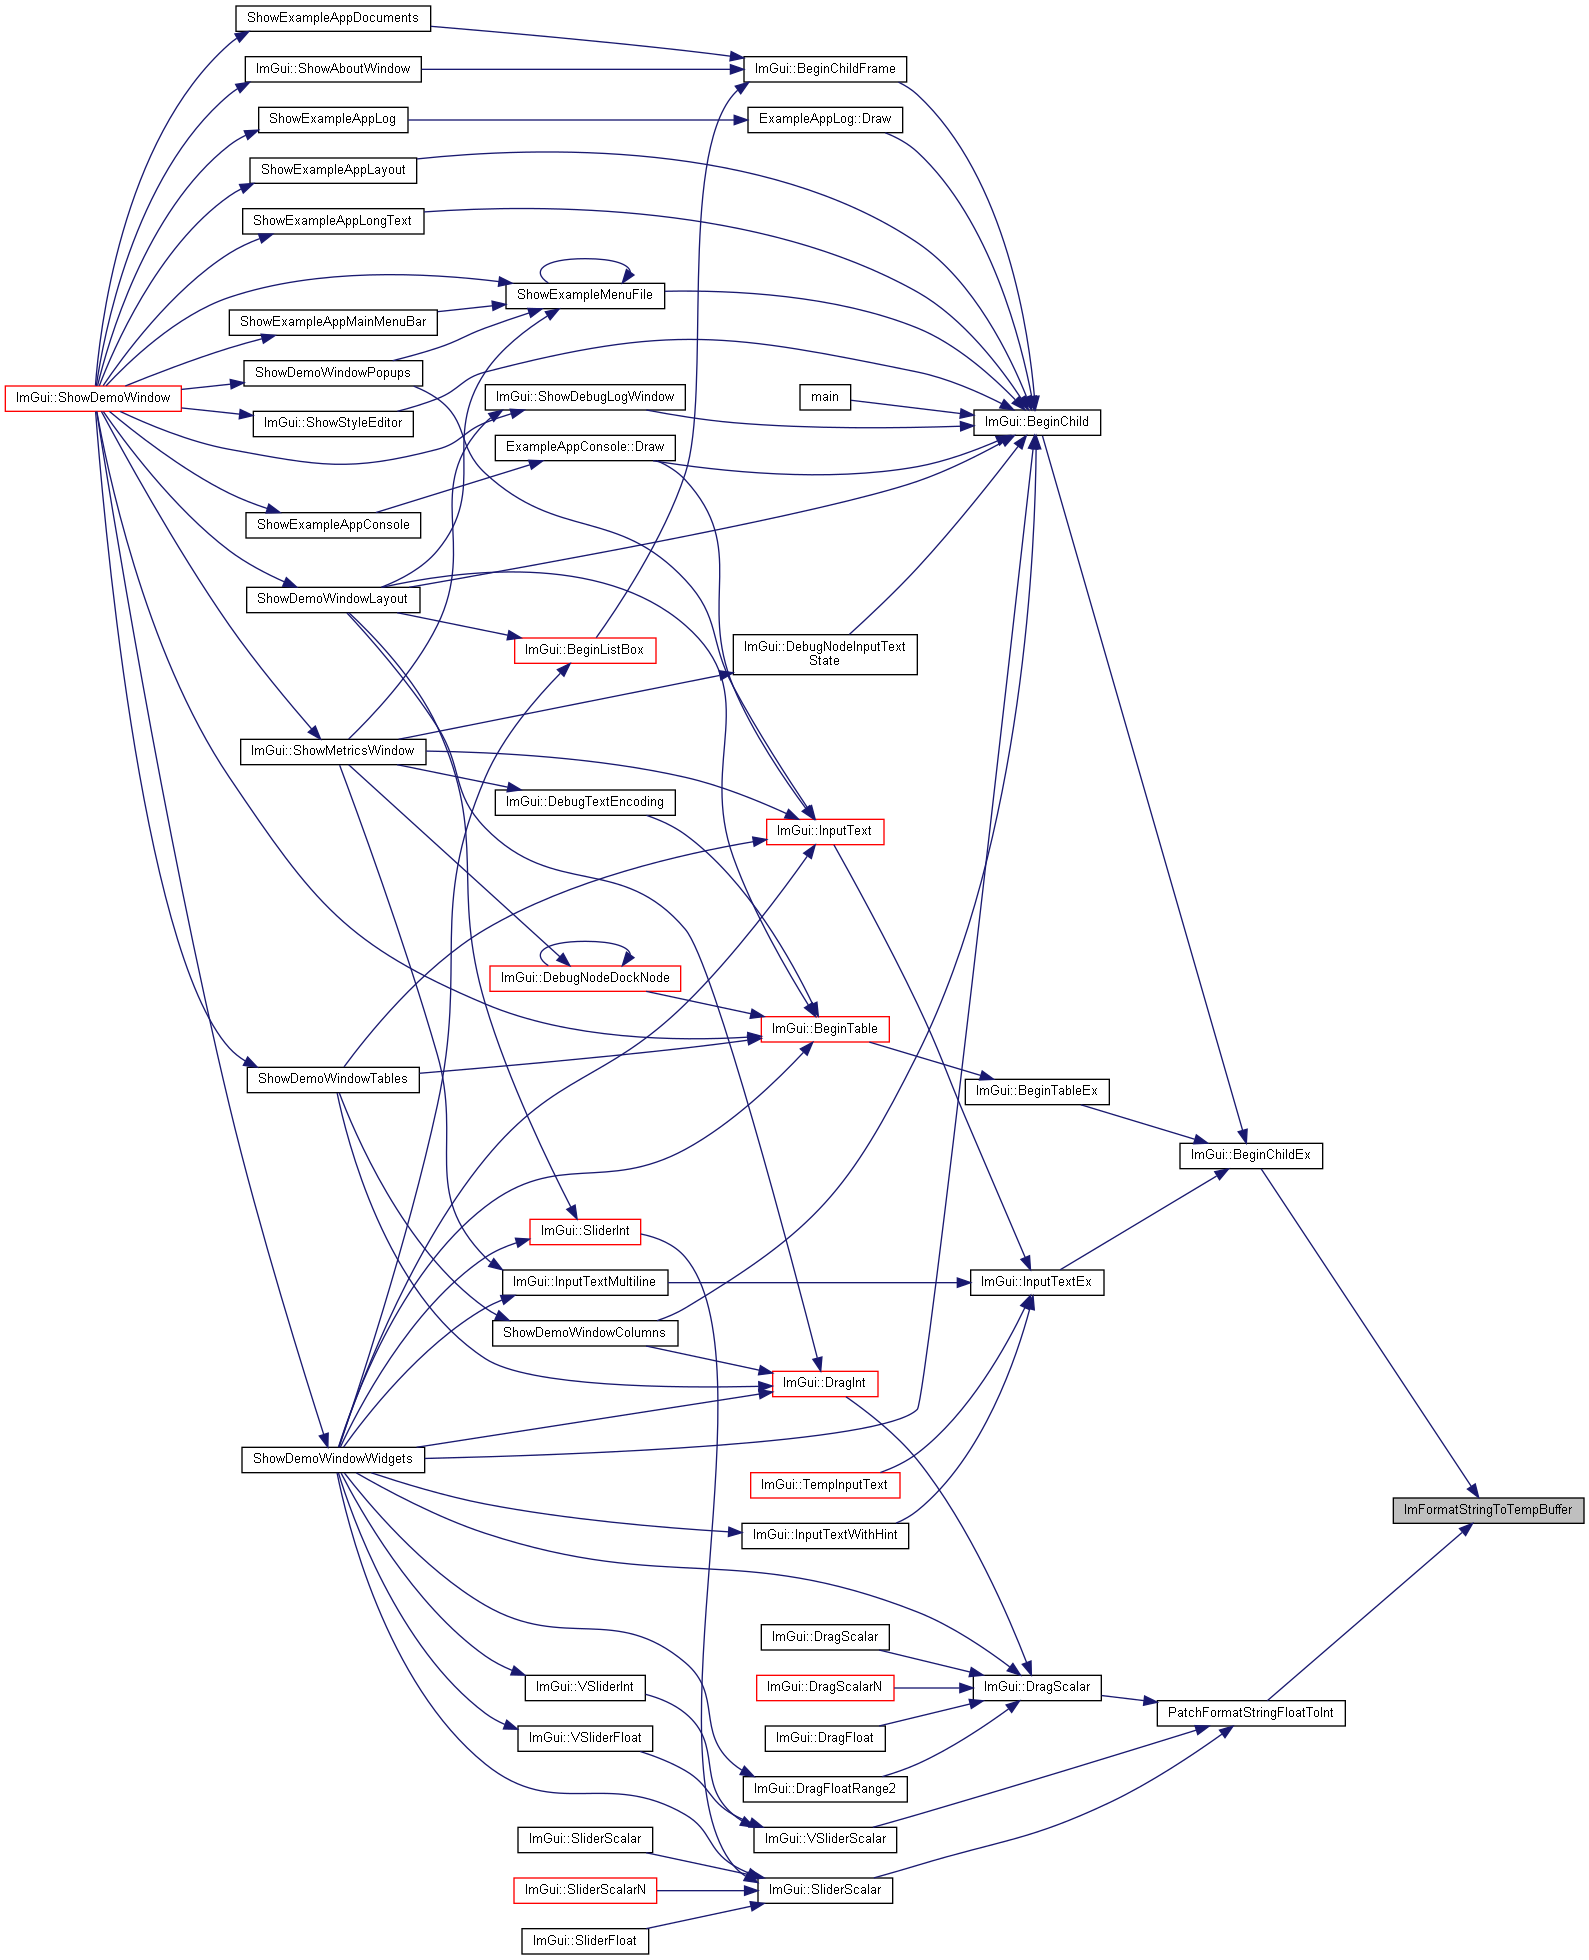 ShowExampleAppDocuments
ImGui::ShowAboutWindow
ImGui::BeginChildFrame
ShowExampleAppLog
ExampleAppLog::Draw
ShowExampleAppLayout
ShowExampleAppLongText
ShowExampleMenuFile
ShowExampleAppMainMenuBar
ShowDemoWindowPopups
ImGui::ShowDemoWindow
ImGui::ShowDebugLogWindow
main
ImGui::ShowStyleEditor
ImGui::BeginChild
ExampleAppConsole::Draw
ShowExampleAppConsole
ShowDemoWindowLayout
ImGui::BeginListBox
ImGui::DebugNodeInputText
State
ImGui::ShowMetricsWindow
ImGui::DebugTextEncoding
ImGui::InputText
ImGui::DebugNodeDockNode
ImGui::BeginTable
ShowDemoWindowTables
ImGui::BeginTableEx
ImGui::BeginChildEx
ImGui::SliderInt
ImGui::InputTextMultiline
ImGui::InputTextEx
ShowDemoWindowColumns
ImGui::DragInt
ShowDemoWindowWidgets
ImGui::TempInputText
ImFormatStringToTempBuffer
ImGui::InputTextWithHint
ImGui::DragScalar
ImGui::VSliderInt
ImGui::DragScalarN
ImGui::DragScalar
PatchFormatStringFloatToInt
ImGui::VSliderFloat
ImGui::DragFloat
ImGui::DragFloatRange2
ImGui::SliderScalar
ImGui::VSliderScalar
ImGui::SliderScalarN
ImGui::SliderScalar
ImGui::SliderFloat